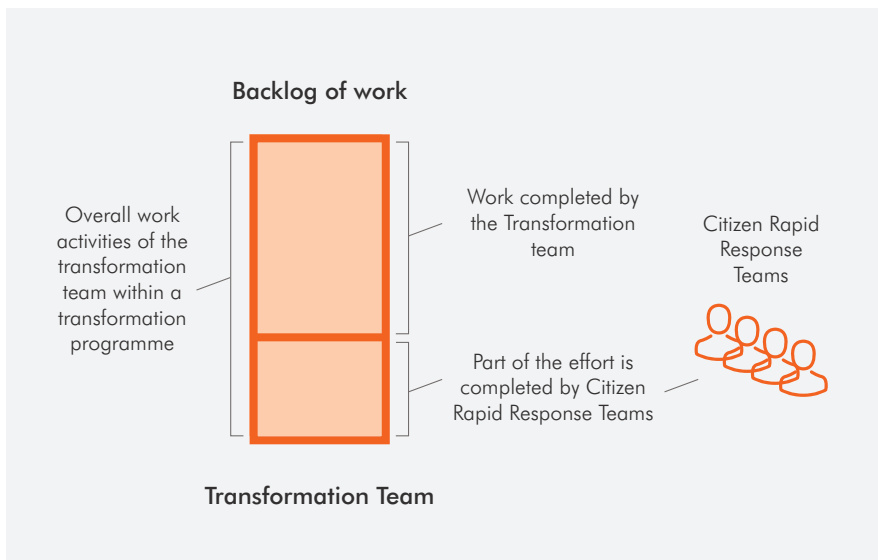 Backlog of work
Overall work
activities of the
transformation
team within a
transformation
programme
Work completed by
the Transformation
team
Citizen Rapid
Response
Teams
Part of the effort is
completed by Citizen
Rapid Response Teams
Transformation Team